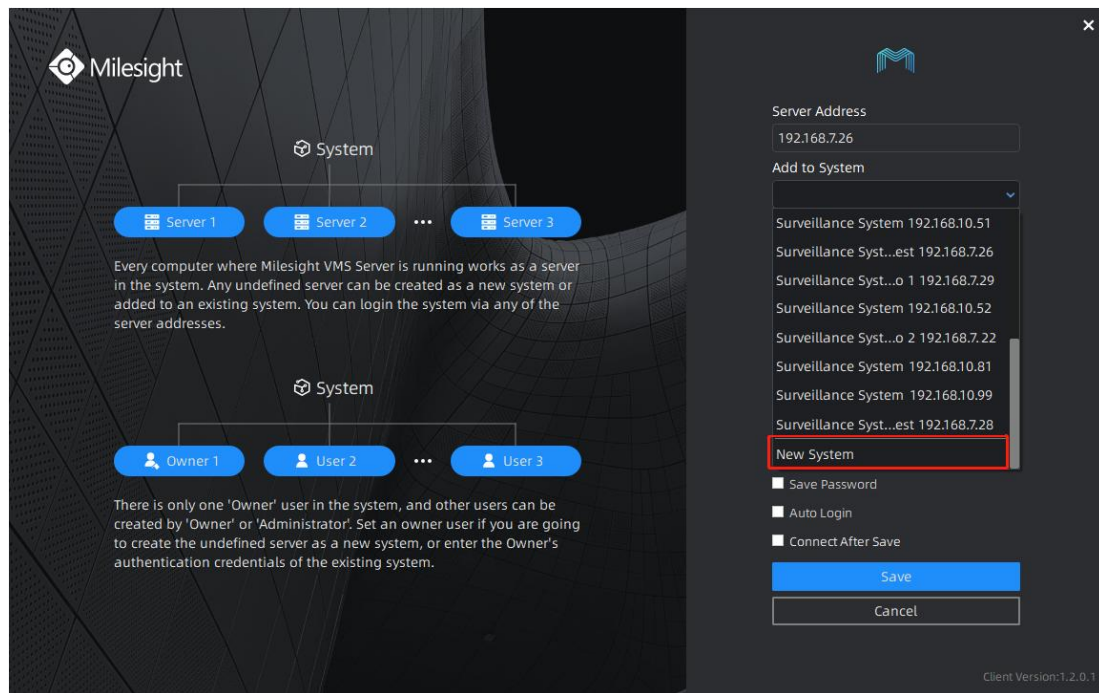 Milesight
System
Server 1
Server 2
•••
Server 3
Every computer where Milesight VMS Server is running works as a server
in the system. Any undefined server can be created as a new system or
added to an existing system. You can login the system via any of the
server addresses.
System
Owner 1
User 2
•••
User 3
There is only one 'Owner' user in the system, and other users can be
created by 'Owner' or 'Administrator'. Set an owner user if you are going
to create the undefined server as a new system, or enter the Owner's
authentication credentials of the existing system.
Server Address
192.168.7.26
Add to System
Surveillance System 192.168.10.51
Surveillance Syst...est 192.168.7.26
Surveillance Syst...o 1 192.168.7.29
Surveillance System 192.168.10.52
Surveillance Syst...o 2 192.168.7.22
Surveillance System 192.168.10.81
Surveillance System 192.168.10.99
Surveillance Syst...est 192.168.7.28
New System
Save Password
Auto Login
Connect After Save
Save
Cancel
Client Version:1.2.0.1